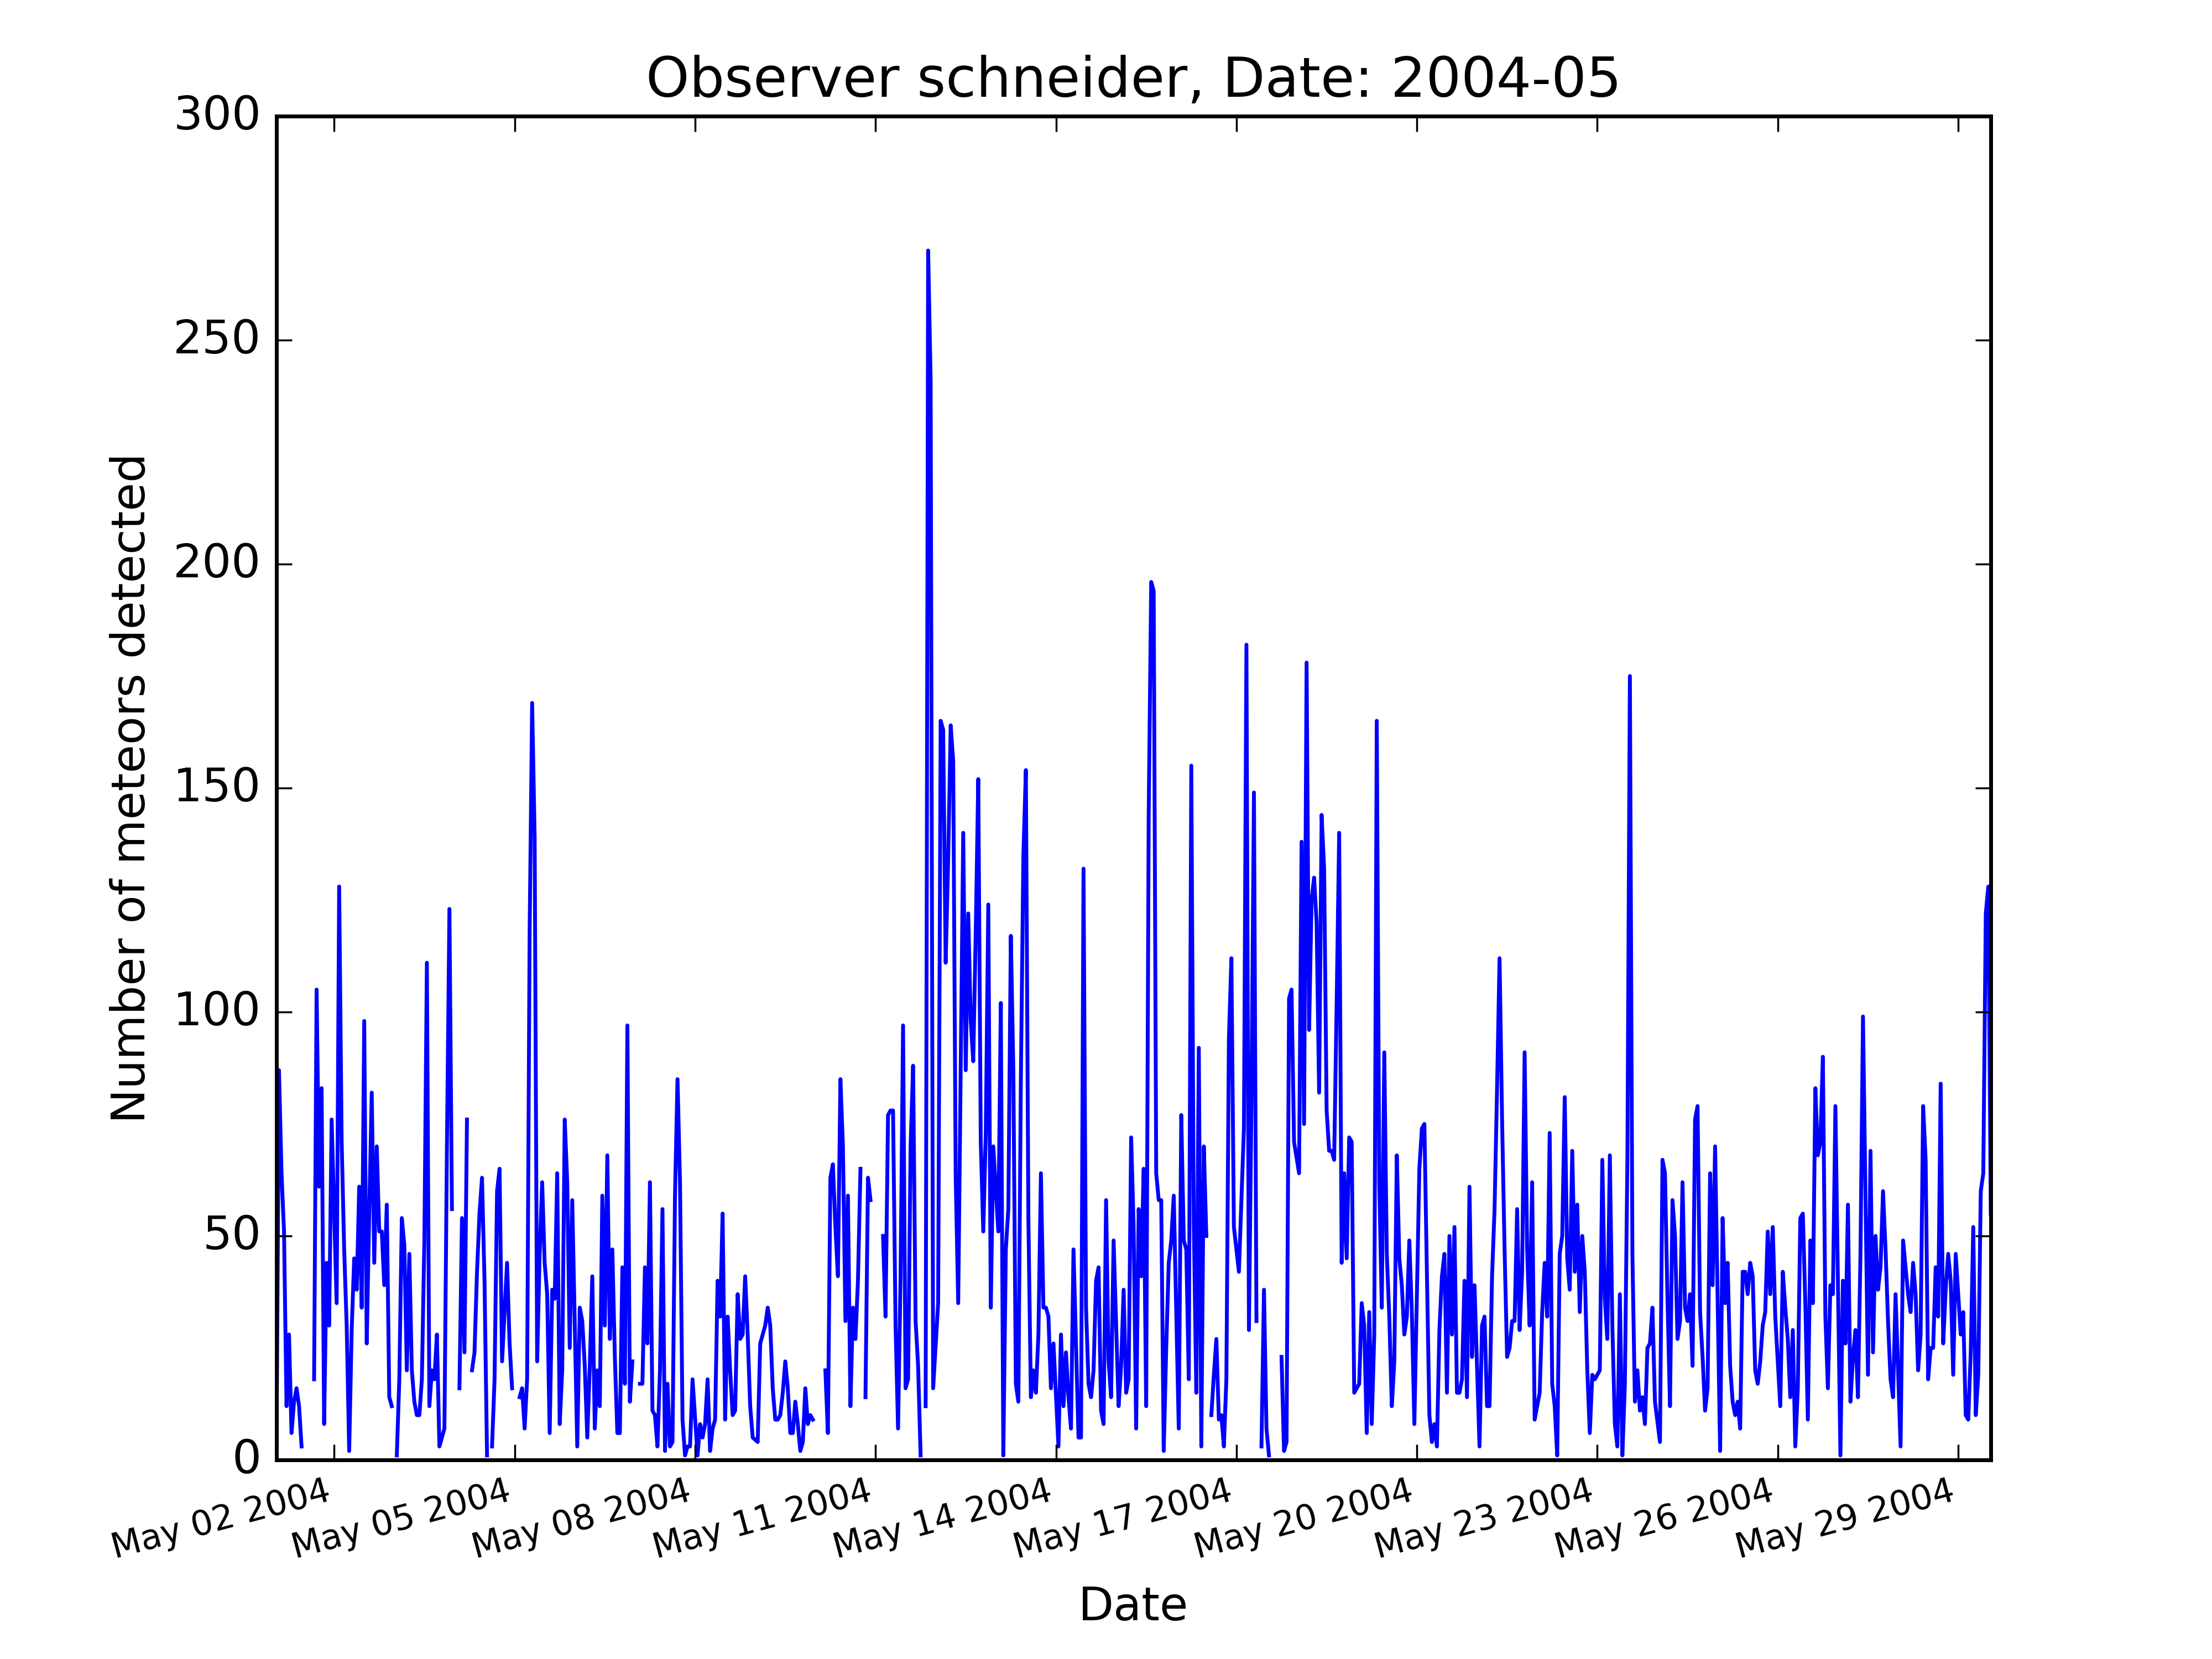 Observer schneider, Date: 2004-05
300
250
200
150
100
50
0
Number of meteors detected
May 02 2004
May 05 2004
May 08 2004
May 11 2004
May 14 2004
May 17 2004
May 20 2004
May 23 2004
May 26 2004
May 29 2004
Date